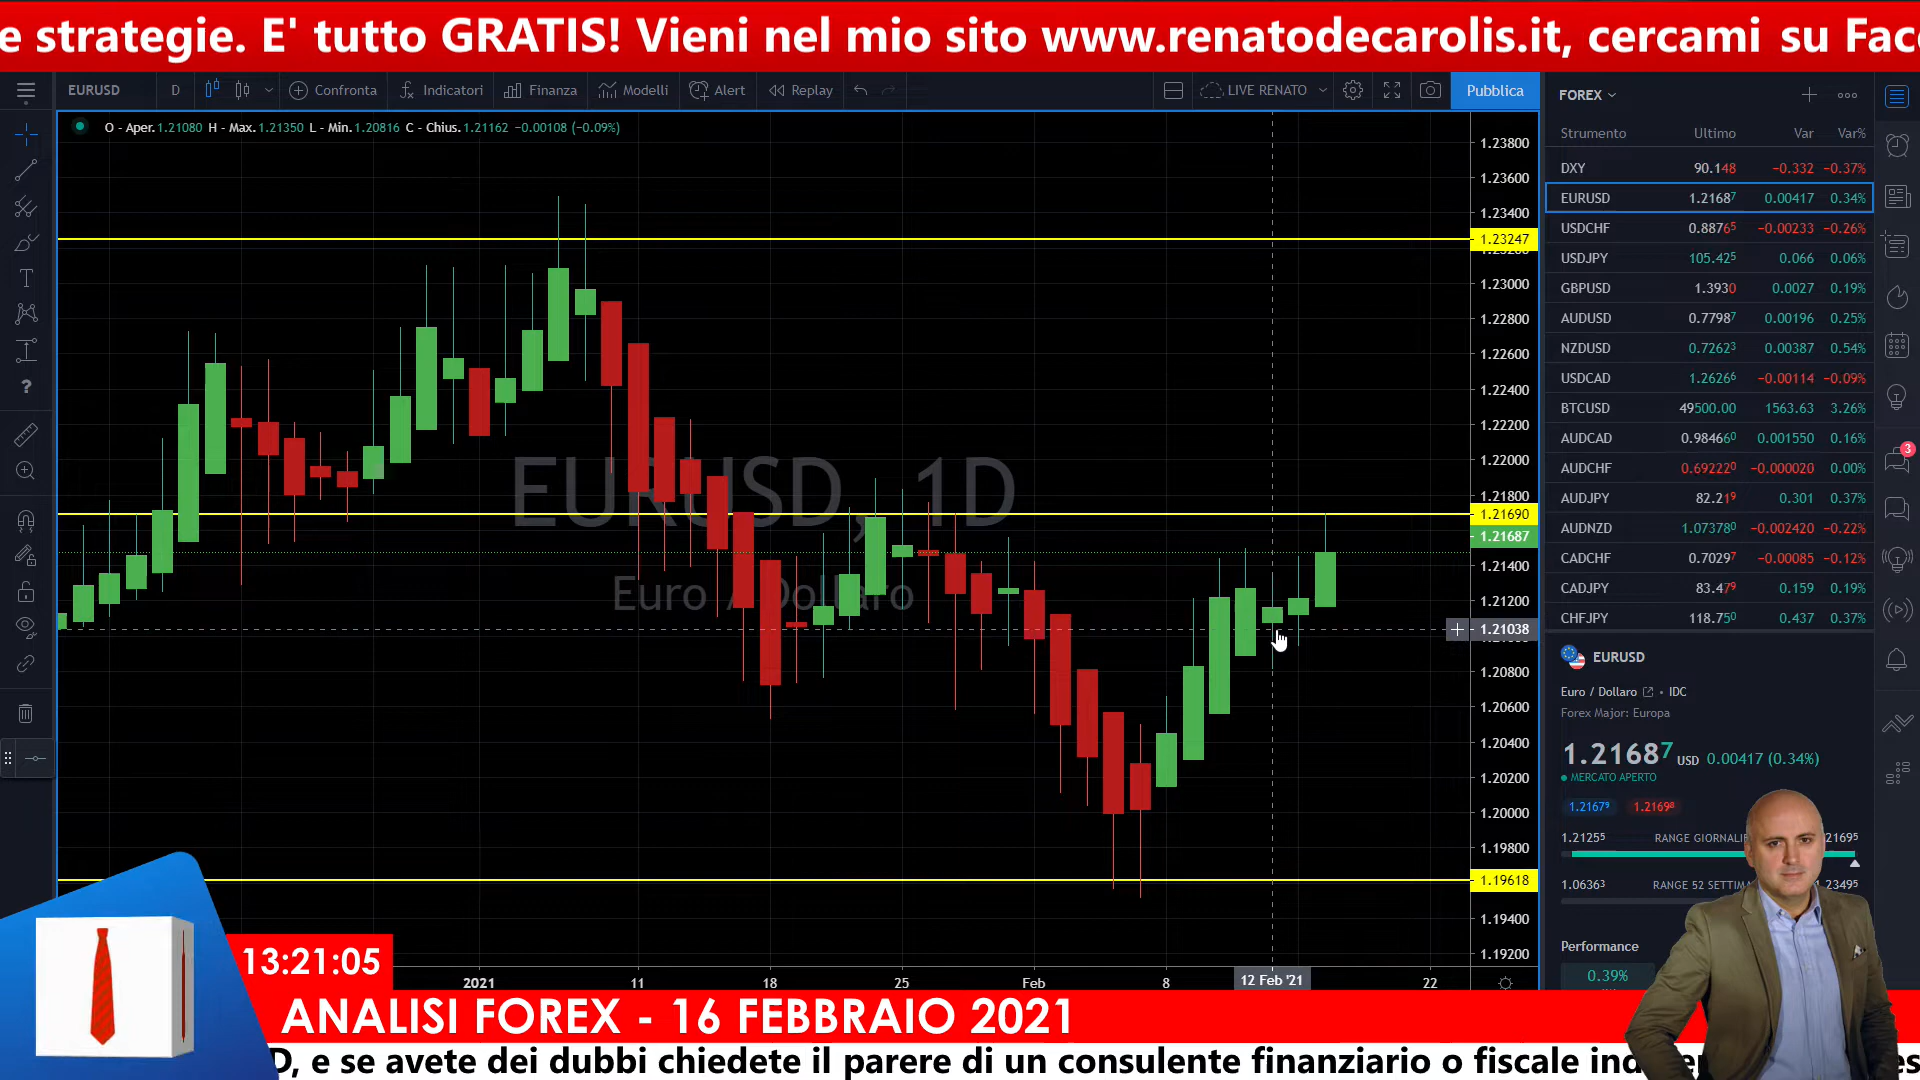 e strategie. E' tutto GRATIS! Vieni nel mio sito www.renatodecarolis.it, cercami su Fac
EURUSD D Confronta Indicatori Finanza Modelli Alert Replay LIVE RENATO Pubblica
O - Aper.1.21080 H - Max.1.21350 L - Min.1.20816 C - Chius.1.21162 −0.00108 (−0.09%)
EURUSD, 1D
Euro / Dollaro
1.23800
1.23600
1.23400
1.23247
1.23000
1.22800
1.22600
1.22400
1.22200
1.22000
1.21800
1.21690
1.21687
1.21400
1.21200
1.21038
1.20800
1.20600
1.20400
1.20200
1.20000
1.19800
1.19618
1.19400
1.19200
2021 11 18 25 Feb 8 12 Feb '21 22
FOREX
Strumento Ultimo Var Var%
DXY 90.148 −0.332 −0.37%
EURUSD 1.21687 0.00417 0.34%
USDCHF 0.88765 −0.00233 −0.26%
USDJPY 105.425 0.066 0.06%
GBPUSD 1.3930 0.0027 0.19%
AUDUSD 0.77987 0.00196 0.25%
NZDUSD 0.72623 0.00387 0.54%
USDCAD 1.26266 −0.00114 −0.09%
BTCUSD 49500.00 1563.63 3.26%
AUDCAD 0.984660 0.001550 0.16%
AUDCHF 0.692220 −0.000020 0.00%
AUDJPY 82.219 0.301 0.37%
AUDNZD 1.073780 −0.002420 −0.22%
CADCHF 0.70297 −0.00085 −0.12%
CADJPY 83.479 0.159 0.19%
CHFJPY 118.750 0.437 0.37%
3
EURUSD
Euro / Dollaro • IDC
Forex Major: Europa
1.21687 USD 0.00417 (0.34%)
MERCATO APERTO
1.21679 1.21698
1.21255 RANGE GIORNALI 21695
1.06363 RANGE 52 SETTIM 1.23495
Performance
0.39%
13:21:05
ANALISI FOREX - 16 FEBBRAIO 2021
D, e se avete dei dubbi chiedete il parere di un consulente finanziario o fiscale